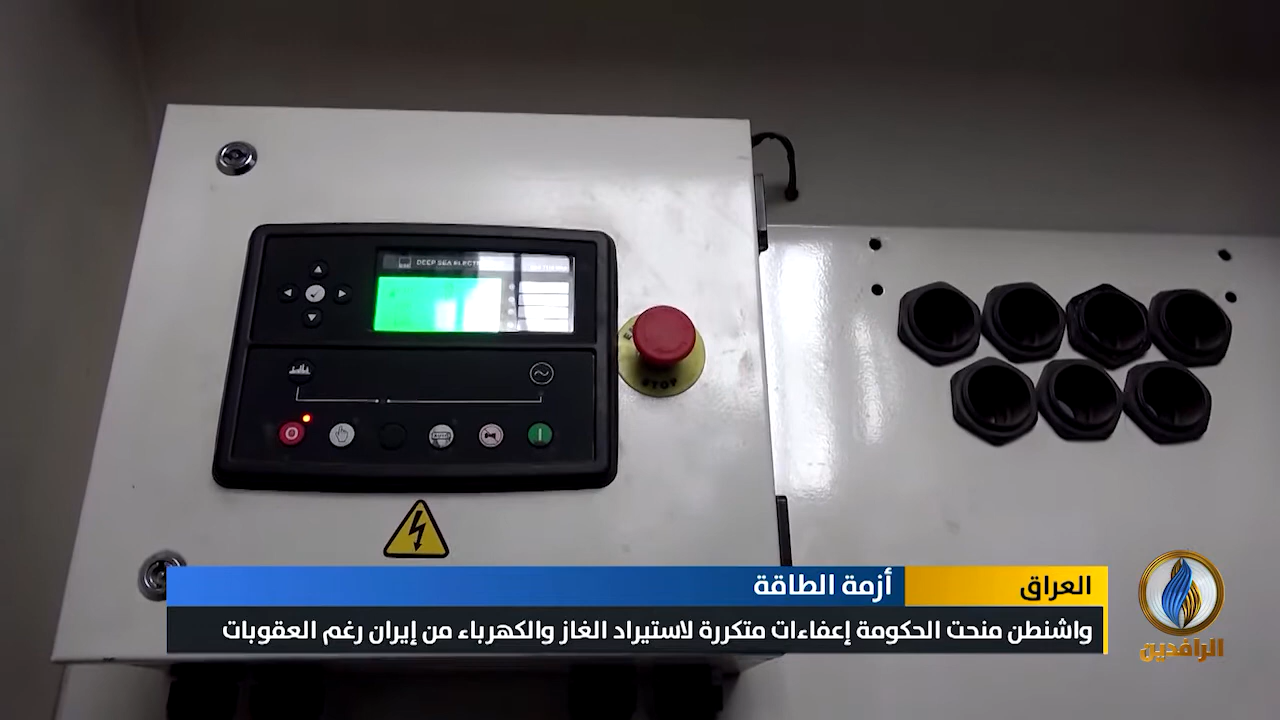 DEEP SEA ELECT
STOP
العراق
أزمة الطاقة
واشنطن منحت الحكومة إعفاءات متكررة لاستيراد الغاز والكهرباء من إيران رغم العقوبات
الرافدين